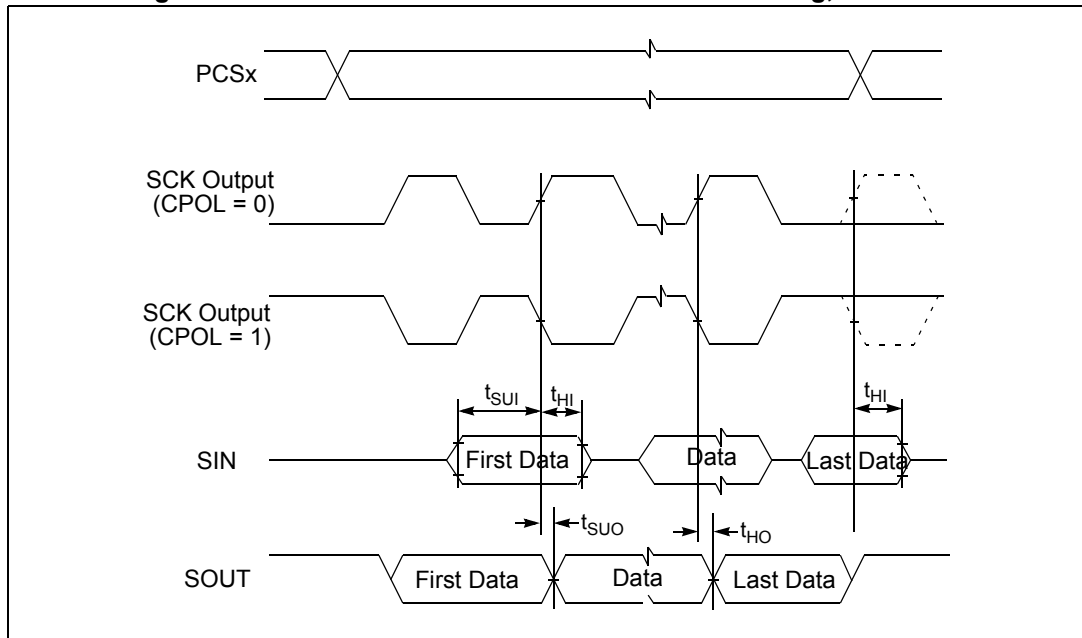 PCSx
SCK Output
(CPOL = 0)
SCK Output
(CPOL = 1)
tSUI
tHI
tHI
SIN
First Data
Data
Last Data
tSUO
tHO
SOUT
First Data
Data
Last Data